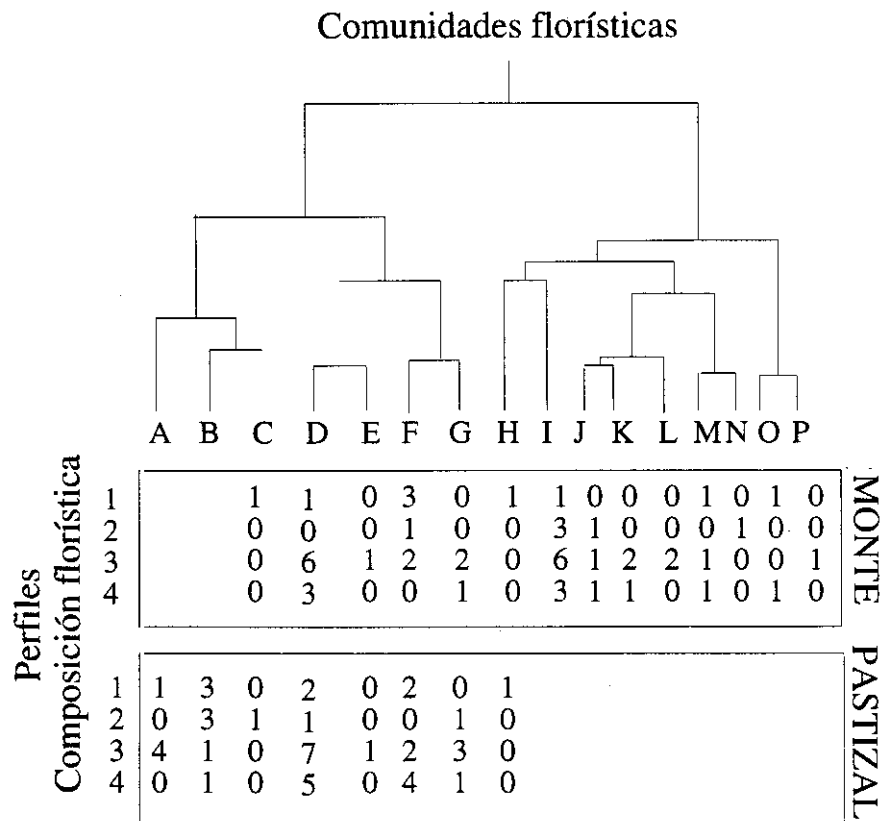 Comunidades florísticas
A B C D E F G H I J K L M N O P
Perfiles
Composición florística
1 1 1 0 3 0 1 1 0 0 0 1 0 1 0
2 0 0 0 1 0 0 3 1 0 0 0 1 0 0
3 0 6 1 2 2 0 6 1 2 2 1 0 0 1
4 0 3 0 0 1 0 3 1 1 0 1 0 1 0
MONTE
1 1 3 0 2 0 2 0 1
2 0 3 1 1 0 0 1 0
3 4 1 0 7 1 2 3 0
4 0 1 0 5 0 4 1 0
PASTIZAL